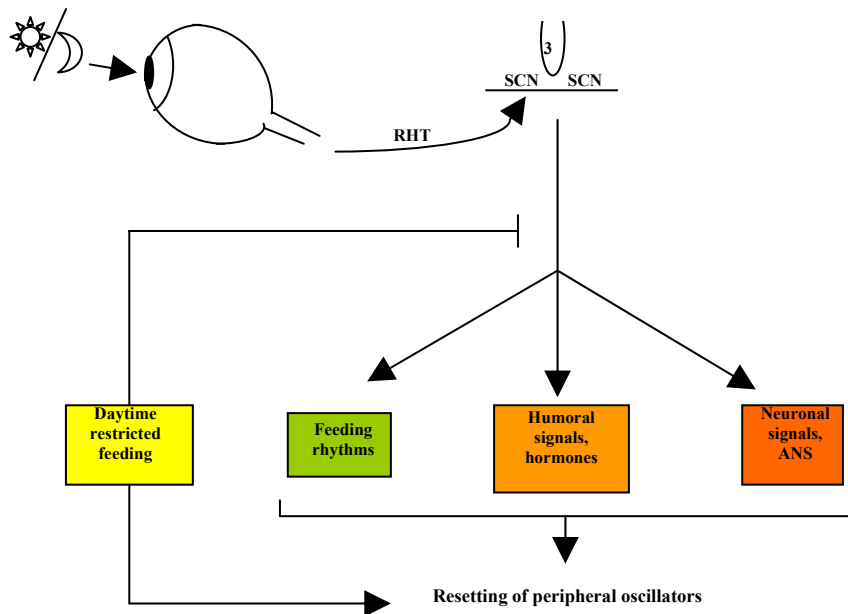 3
SCN SCN
RHT
Daytime
restricted
feeding
Feeding
rhythms
Humoral
signals,
hormones
Neuronal
signals,
ANS
Resetting of peripheral oscillators